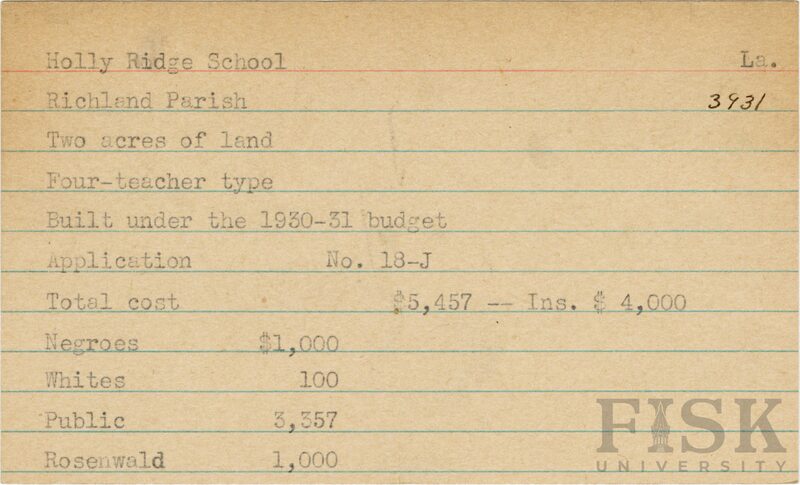 Holly Ridge School La.
Richland Parish 3931
Two acres of land
Four-teacher type
Built under the 1930-31 budget
Application No. 18-J
Total cost $5,457 -- Ins. $ 4,000
Negroes $1,000
Whites 100
Public 3,357
Rosenwald 1,000
FISK
UNIVERSITY